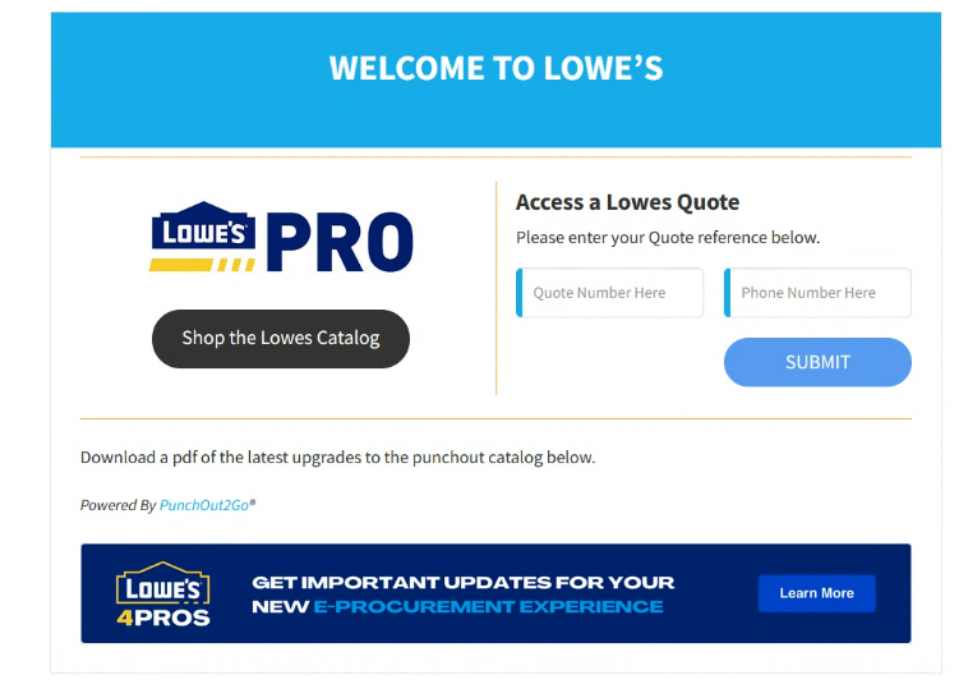 WELCOME TO LOWE’S
LOWE'S PRO
Shop the Lowes Catalog
Access a Lowes Quote
Please enter your Quote reference below.
Quote Number Here
Phone Number Here
SUBMIT
Download a pdf of the latest upgrades to the punchout catalog below.
Powered By PunchOut2Go®
LOWE'S
4PROS
GET IMPORTANT UPDATES FOR YOUR
NEW E-PROCUREMENT EXPERIENCE
Learn More